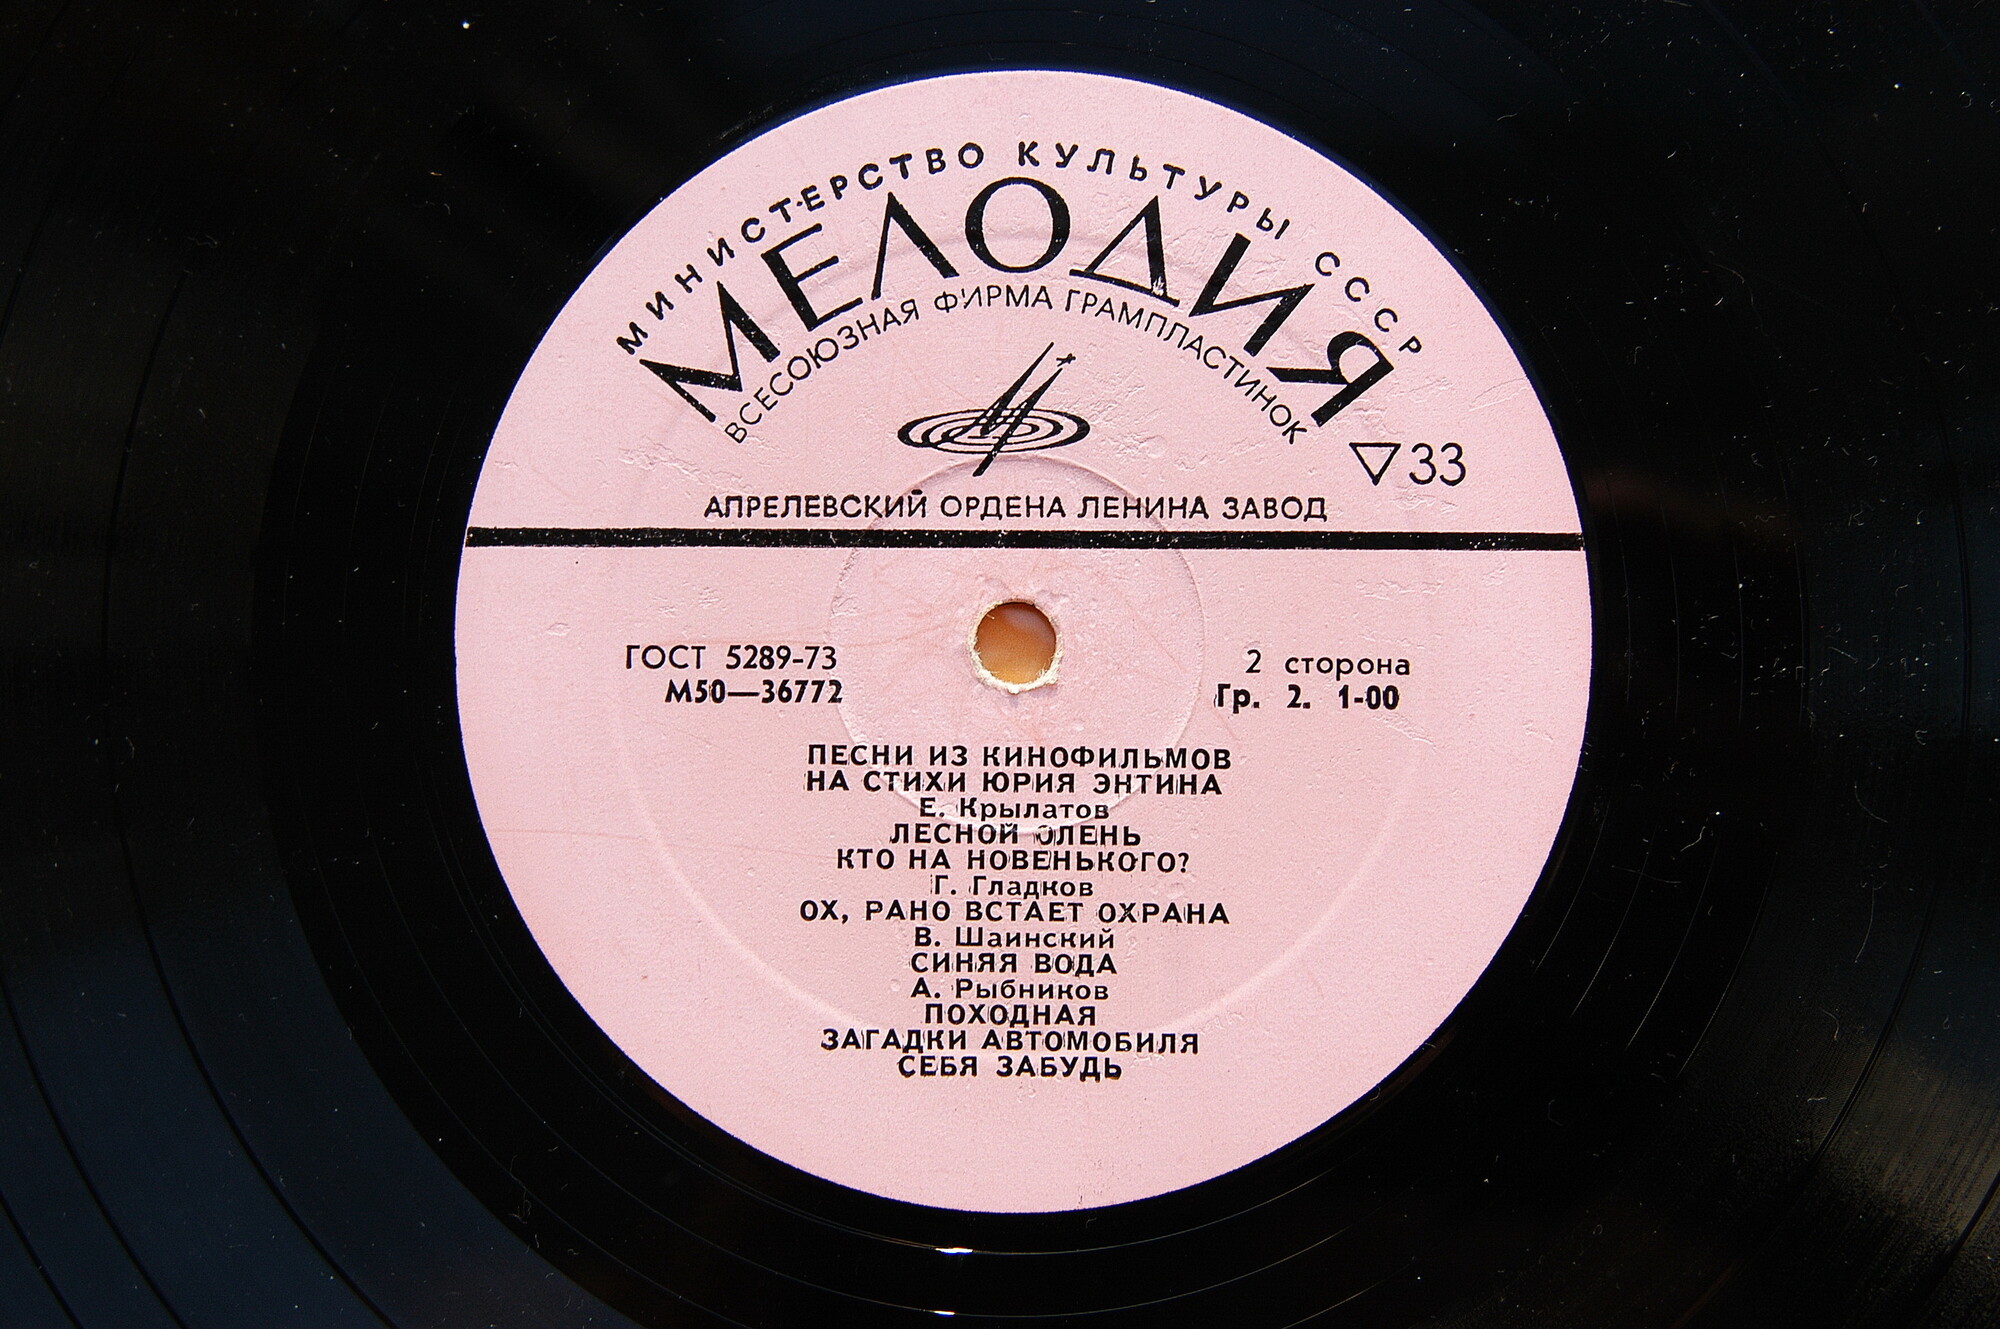 МИНИСТЕРСТВО КУЛЬТУРЫ СССР
МЕЛОДИЯ
ВСЕСОЮЗНАЯ ФИРМА ГРАМПЛАСТИНОК
▽33
АПРЕЛЕВСКИЙ ОРДЕНА ЛЕНИНА ЗАВОД
ГОСТ 5289-73
М50—36772
2 сторона
Гр. 2. 1-00
ПЕСНИ ИЗ КИНОФИЛЬМОВ
НА СТИХИ ЮРИЯ ЭНТИНА
Е. Крылатов
ЛЕСНОЙ ОЛЕНЬ
КТО НА НОВЕНЬКОГО?
Г. Гладков
ОХ, РАНО ВСТАЕТ ОХРАНА
В. Шаинский
СИНЯЯ ВОДА
А. Рыбников
ПОХОДНАЯ
ЗАГАДКИ АВТОМОБИЛЯ
СЕБЯ ЗАБУДЬ